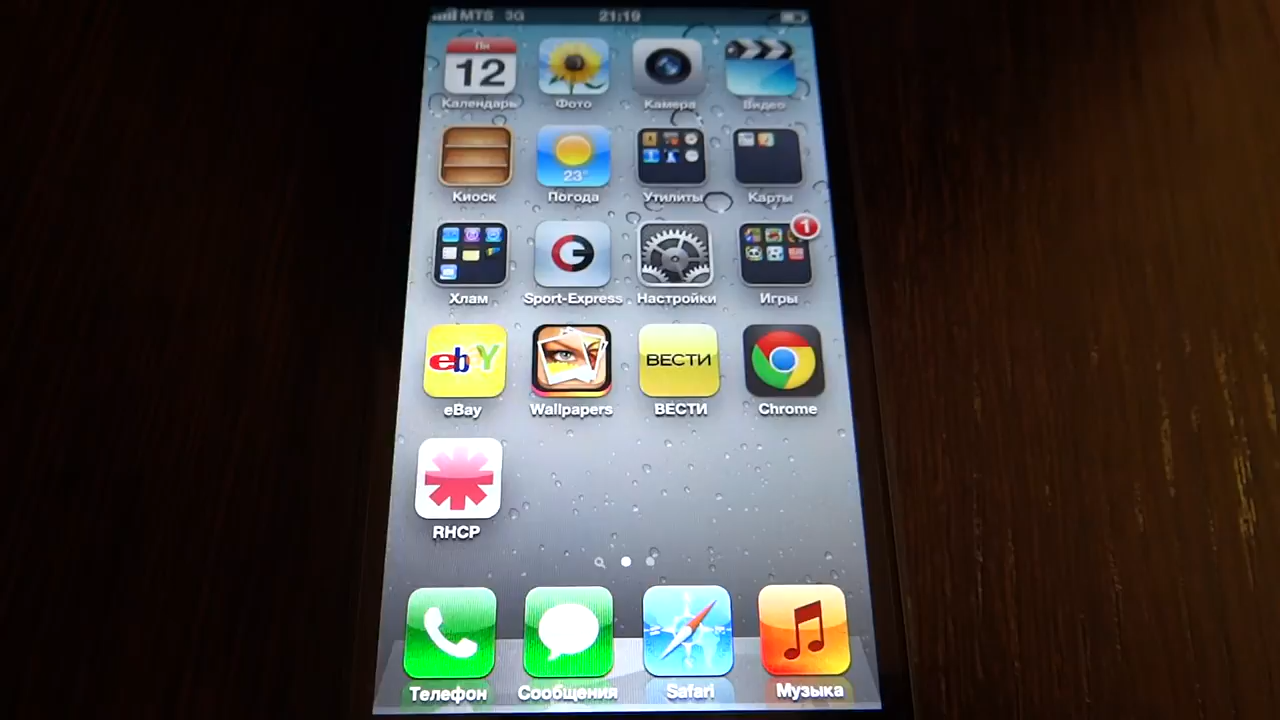 MTS 3G 21:19
Пн
12
Календарь Фото Камера Видео
23°
Киоск Погода Утилиты Карты
1
Хлам Sport-Express Настройки Игры
ebY ВЕСТИ
eBay Wallpapers ВЕСТИ Chrome
RHCP
Телефон Сообщения Safari Музыка